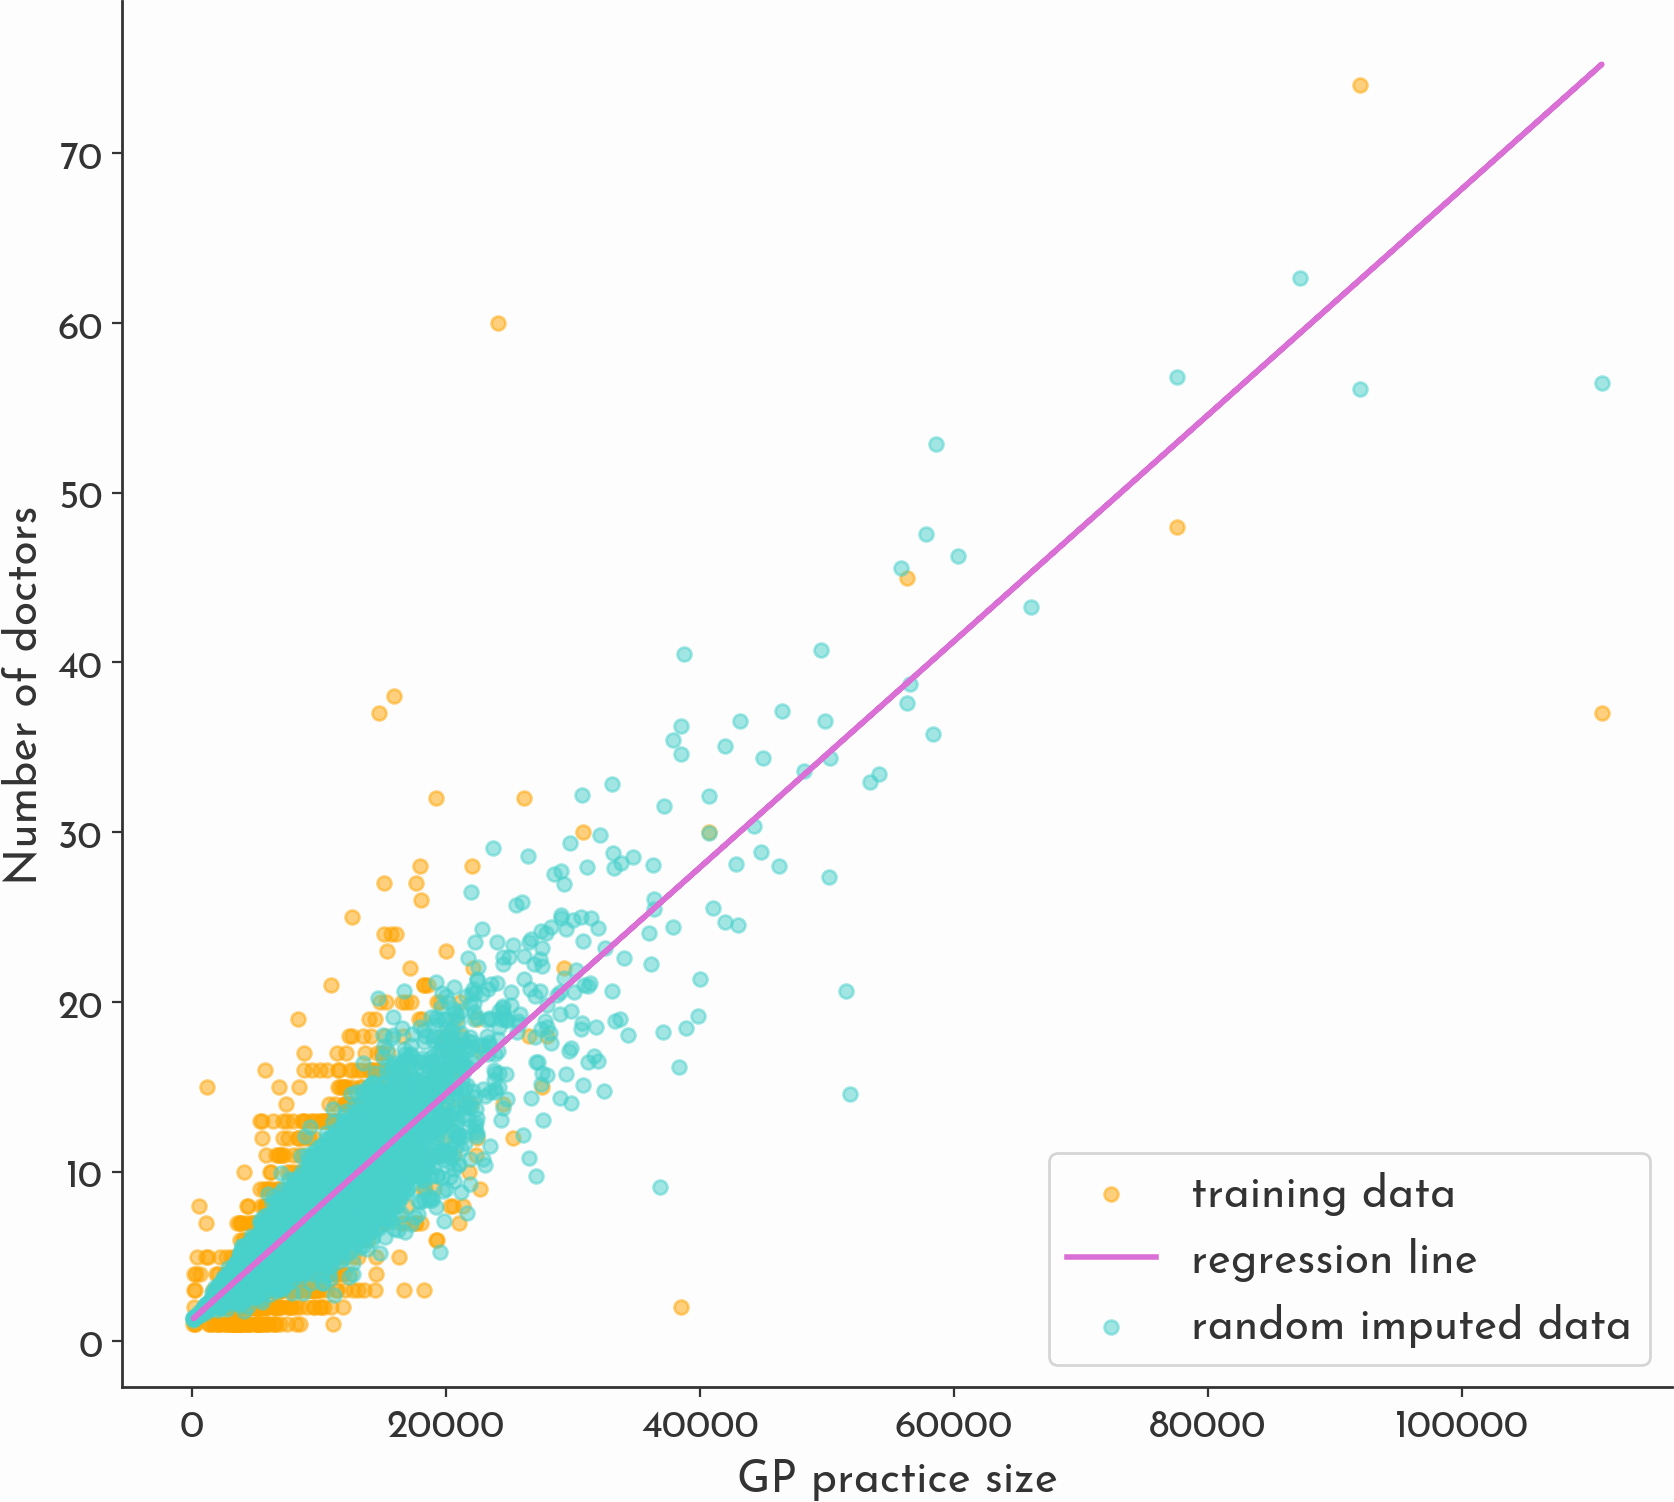 70
60
50
40
30
20
10
0
Number of doctors
training data
regression line
random imputed data
0 20000 40000 60000 80000 100000
GP practice size